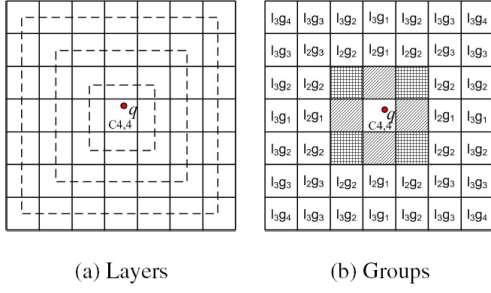 q
C4,4
(a) Layers
l₃g₄ l₃g₃ l₃g₂ l₃g₁ l₃g₂ l₃g₃ l₃g₄
l₃g₃ l₂g₃ l₂g₂ l₂g₁ l₂g₂ l₂g₃ l₃g₃
l₃g₂ l₂g₂ l₂g₂ l₃g₂
l₃g₁ l₂g₁ q l₂g₁ l₃g₁
C4,4
l₃g₂ l₂g₂ l₂g₂ l₃g₂
l₃g₃ l₂g₃ l₂g₂ l₂g₁ l₂g₂ l₂g₃ l₃g₃
l₃g₄ l₃g₃ l₃g₂ l₃g₁ l₃g₂ l₃g₃ l₃g₄
(b) Groups